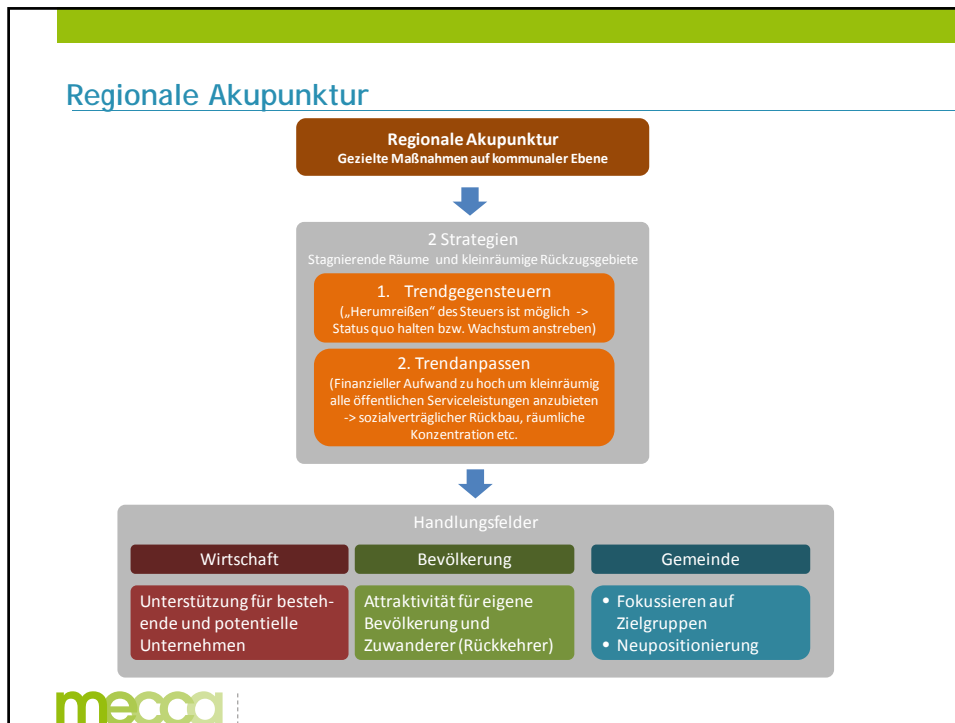 Regionale Akupunktur
Regionale Akupunktur
Gezielte Maßnahmen auf kommunaler Ebene
2 Strategien
Stagnierende Räume und kleinräumige Rückzugsgebiete
1. Trendgegensteuern
(„Herumreißen“ des Steuers ist möglich ->
Status quo halten bzw. Wachstum anstreben)
2. Trendanpassen
(Finanzieller Aufwand zu hoch um kleinräumig
alle öffentlichen Serviceleistungen anzubieten
-> sozialverträglicher Rückbau, räumliche
Konzentration etc.
Handlungsfelder
Wirtschaft
Unterstützung für besteh-
ende und potentielle
Unternehmen
Bevölkerung
Attraktivität für eigene
Bevölkerung und
Zuwanderer (Rückkehrer)
Gemeinde
• Fokussieren auf
Zielgruppen
• Neupositionierung
mecca